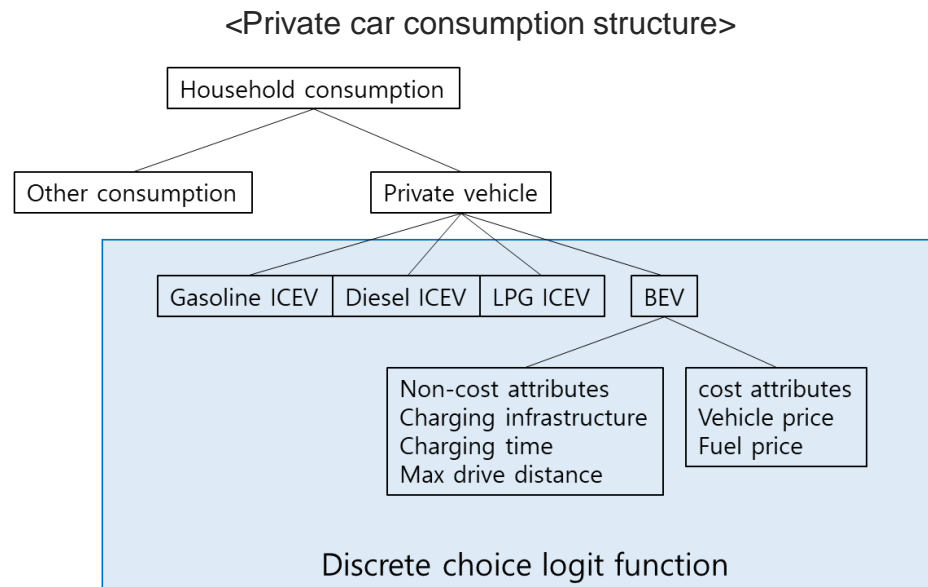 <Private car consumption structure>
Household consumption
Other consumption
Private vehicle
Gasoline ICEV
Diesel ICEV
LPG ICEV
BEV
Non-cost attributes
Charging infrastructure
Charging time
Max drive distance
cost attributes
Vehicle price
Fuel price
Discrete choice logit function